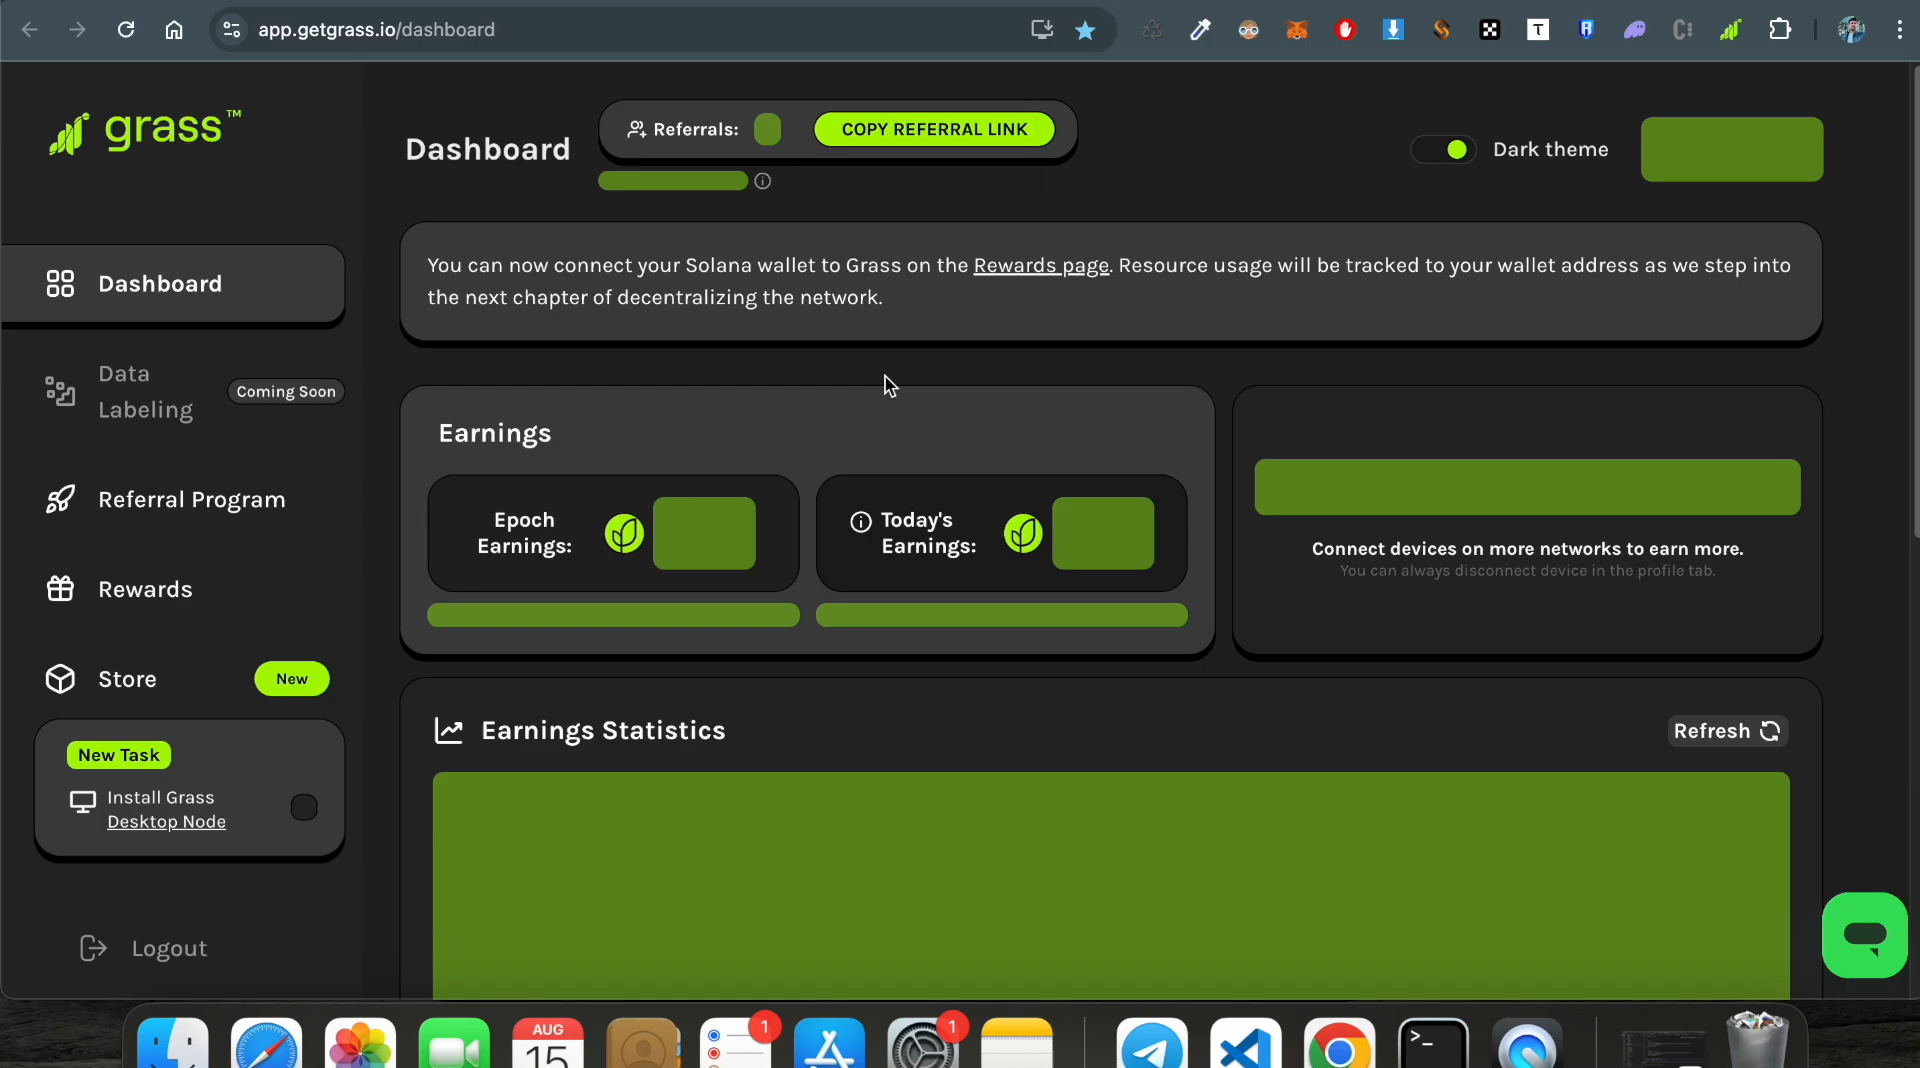 app.getgrass.io/dashboard
T
grass™
Dashboard
Referrals:
COPY REFERRAL LINK
Dark theme
You can now connect your Solana wallet to Grass on the Rewards page. Resource usage will be tracked to your wallet address as we step into
the next chapter of decentralizing the network.
Dashboard
Data
Labeling
Coming Soon
Referral Program
Rewards
Store
New
New Task
Install Grass
Desktop Node
Logout
Earnings
Epoch
Earnings:
Today's
Earnings:
Connect devices on more networks to earn more.
You can always disconnect device in the profile tab.
Earnings Statistics
Refresh
AUG
15
1
1
>_